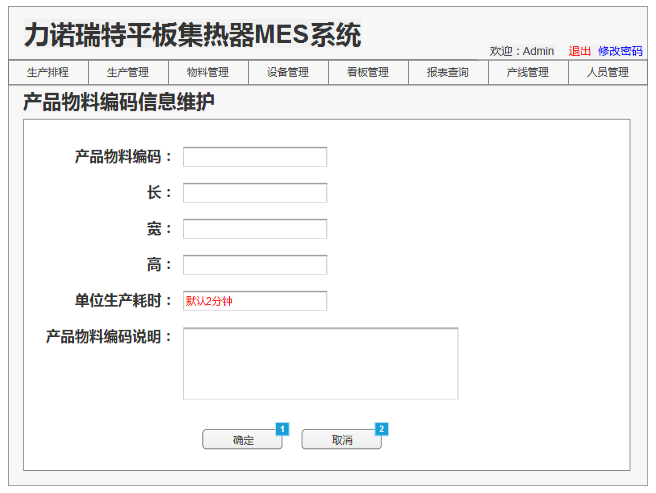 力诺瑞特平板集热器MES系统
欢迎：Admin 退出 修改密码
生产排程 生产管理 物料管理 设备管理 看板管理 报表查询 产线管理 人员管理
产品物料编码信息维护
产品物料编码：
长：
宽：
高：
单位生产耗时： 默认2分钟
产品物料编码说明：
确定 1 取消 2